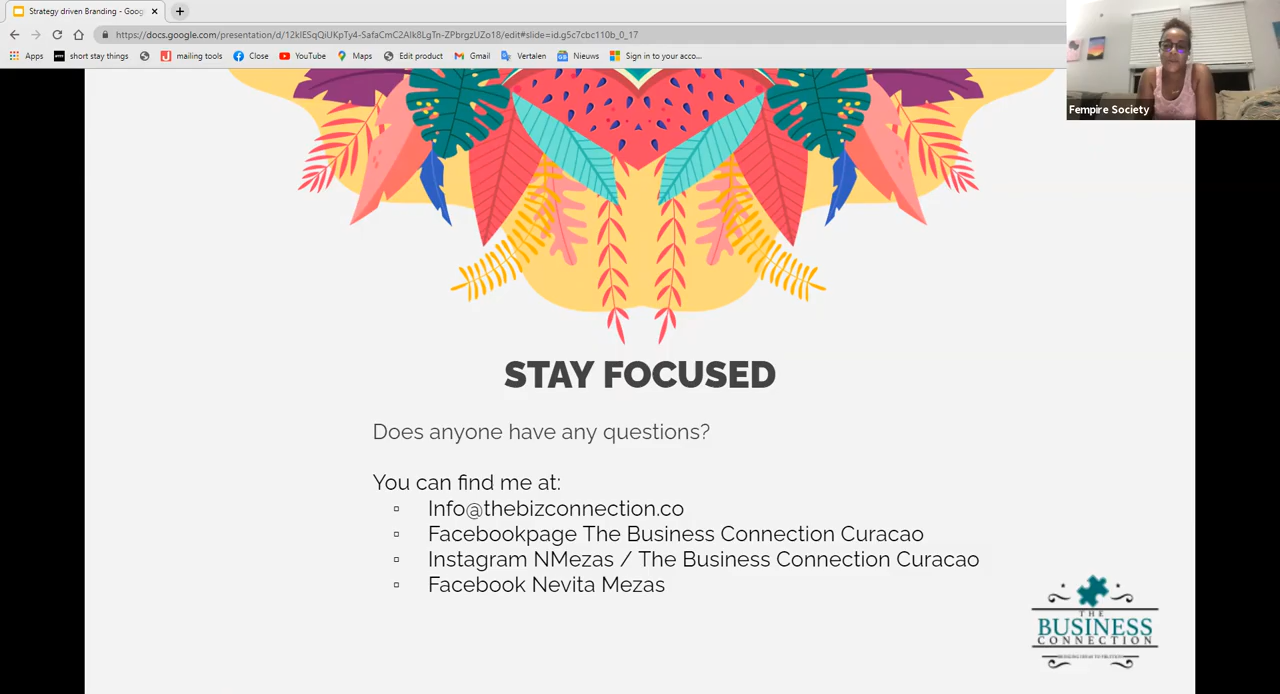 Strategy driven Branding - Goog
https://docs.google.com/presentation/d/12kIESqQiUKpTy4-SafaCmC2AIk8LgTn-ZPbrgtUZo18/edit#slide=id.g5c7cbc110b_0_17
Apps short stay things mailing tools Close YouTube Maps Edit product Gmail Vertalen Nieuws Sign in to your acco...
Fempire Society
STAY FOCUSED
Does anyone have any questions?
You can find me at:
Info@thebizconnection.co
Facebookpage The Business Connection Curacao
Instagram NMezas / The Business Connection Curacao
Facebook Nevita Mezas
THE
BUSINESS
CONNECTION